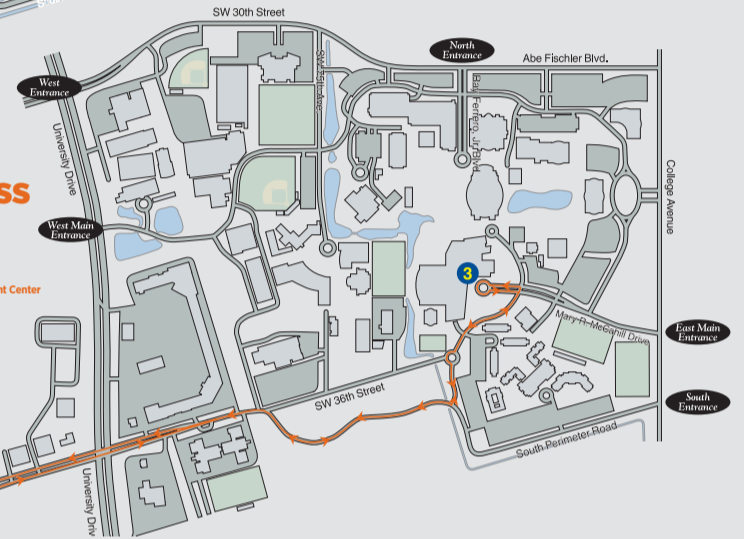 SW 30th Street
North
Entrance
Abe Fischler Blvd.
West
Entrance
SW 75th Ave.
Ray Ferrero, Jr. Blvd.
University Drive
College Avenue
ss
West Main
Entrance
3
nt Center
Mary R. McCahill Drive
East Main
Entrance
SW 36th Street
South
Entrance
South Perimeter Road
University Driv